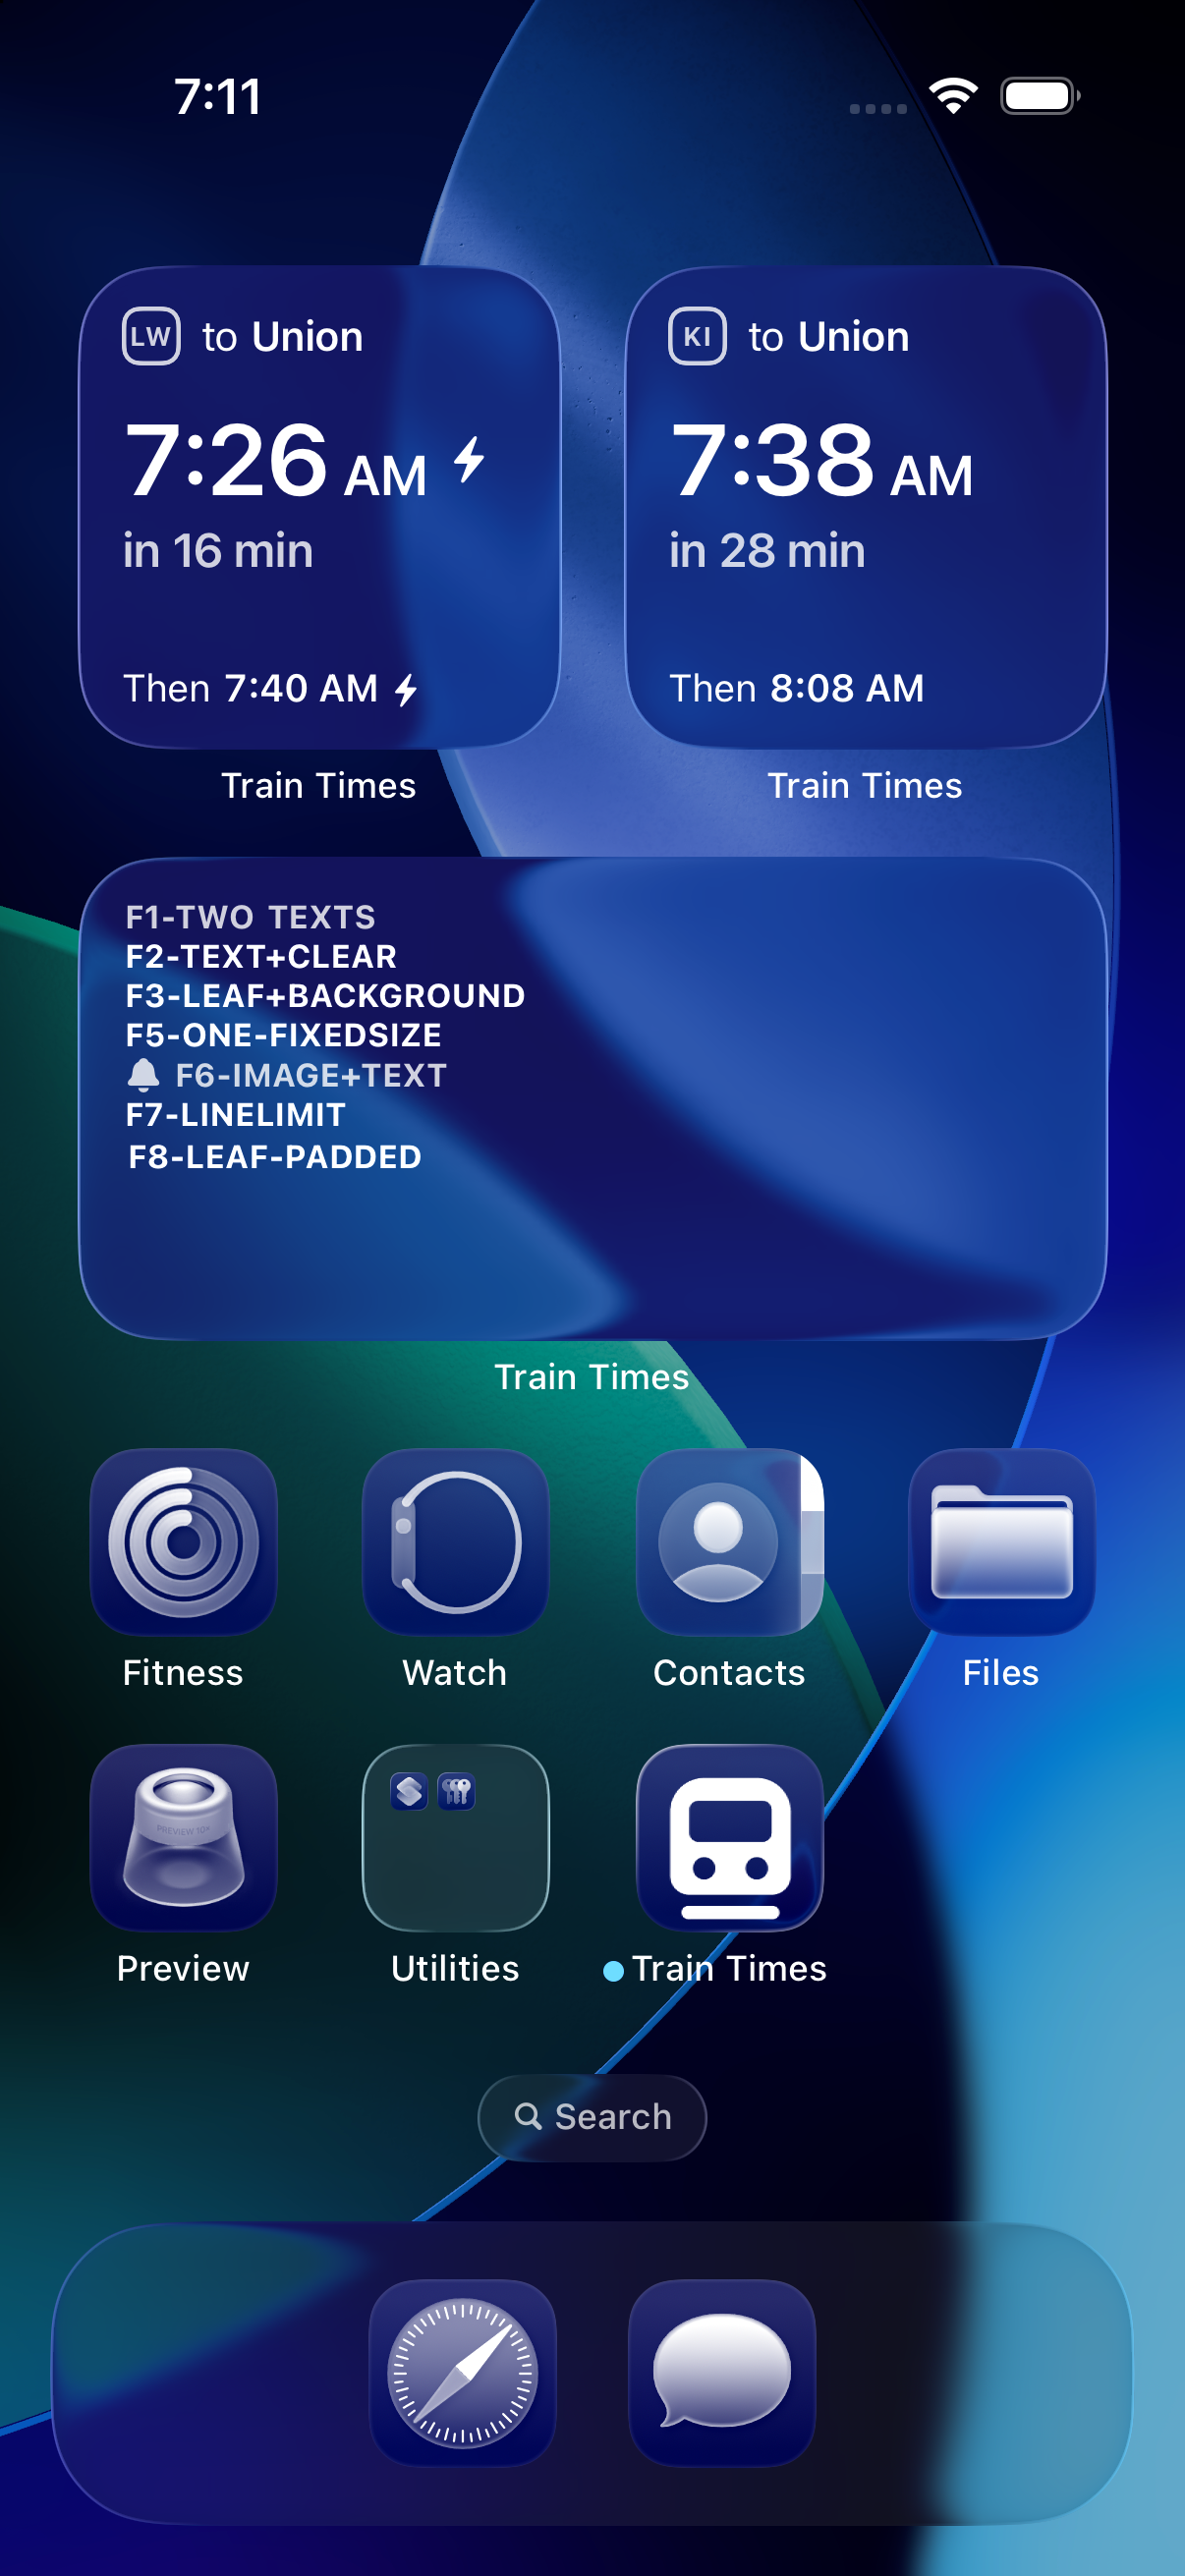 7:11
LW to Union
7:26 AM
in 16 min
Then 7:40 AM
Train Times
KI to Union
7:38 AM
in 28 min
Then 8:08 AM
Train Times
F1-TWO TEXTS
F2-TEXT+CLEAR
F3-LEAF+BACKGROUND
F5-ONE-FIXEDSIZE
F6-IMAGE+TEXT
F7-LINELIMIT
F8-LEAF-PADDED
Train Times
Fitness
Watch
Contacts
Files
Preview
Utilities
Train Times
Search